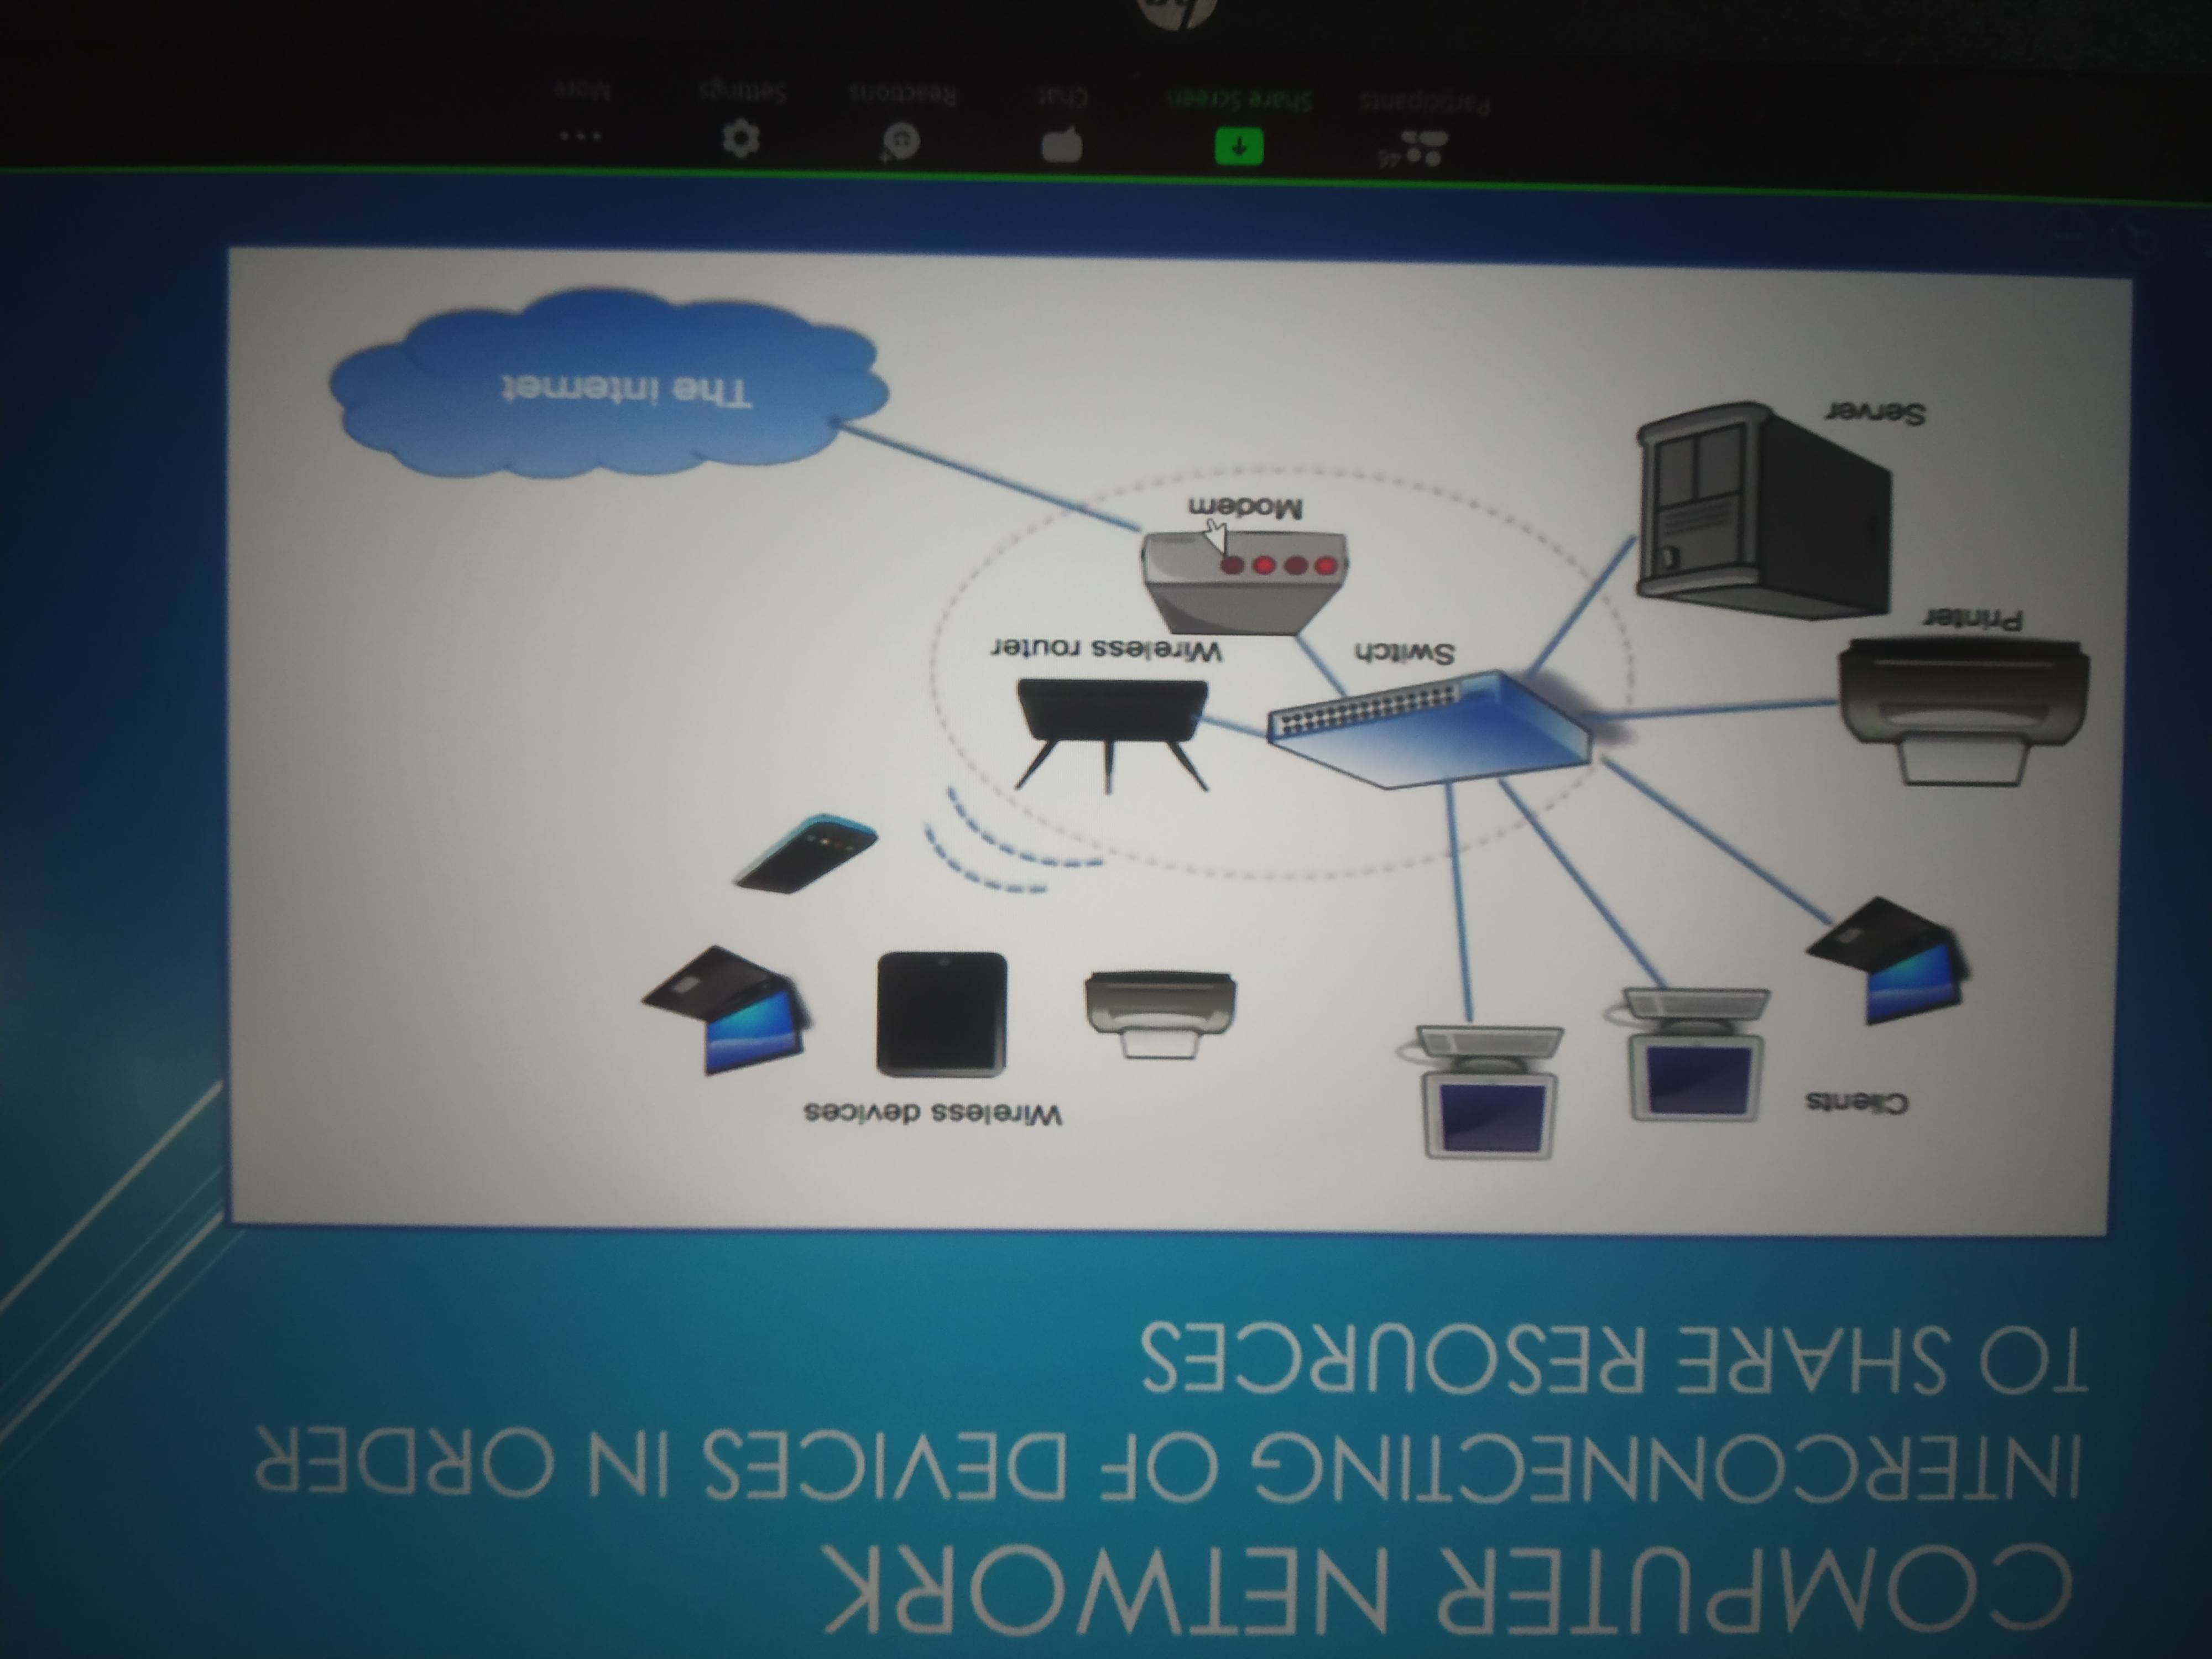 COMPUTER NETWORK
INTERCONNECTING OF DEVICES IN ORDER
TO SHARE RESOURCES
Clients
Wireless devices
Switch
Wireless router
Printer
Modem
Server
The internet
46
Participants
Share Screen
Chat
Reactions
Settings
More
hp